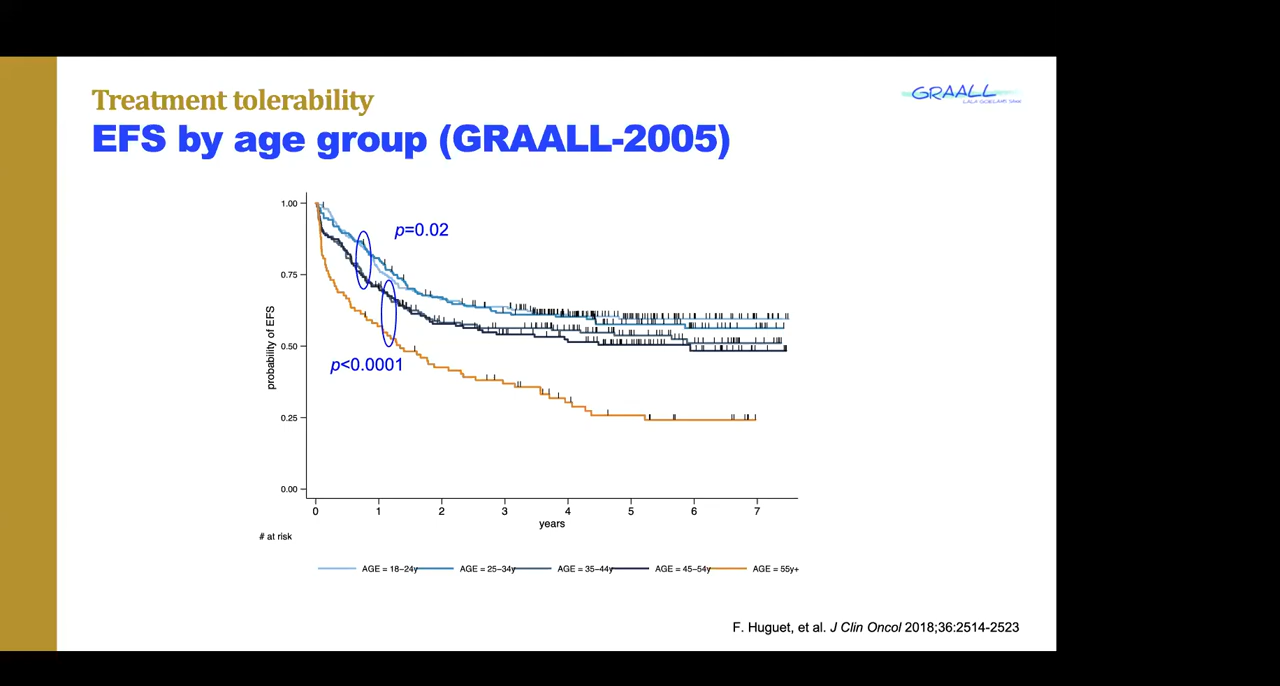 Treatment tolerability
GRAALL
EFS by age group (GRAALL-2005)
1.00
0.75
0.50
0.25
0.00
probability of EFS
p=0.02
p<0.0001
0 1 2 3 4 5 6 7
years
# at risk
AGE = 18–24y AGE = 25–34y AGE = 35–44y AGE = 45–54y AGE = 55y+
F. Huguet, et al. J Clin Oncol 2018;36:2514-2523